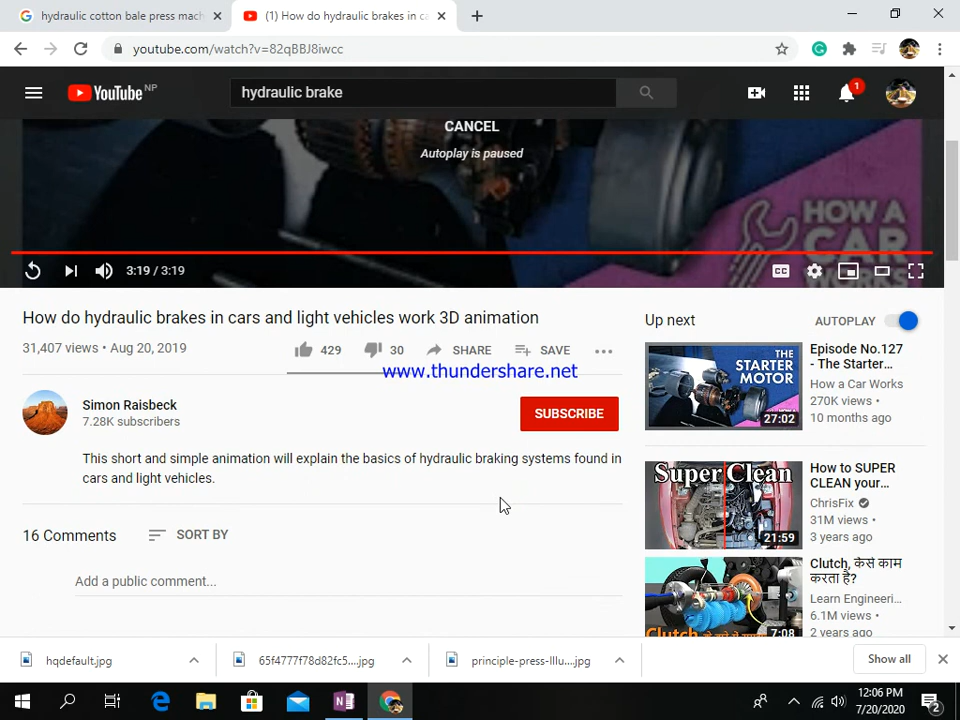 hydraulic cotton bale press mach
(1) How do hydraulic brakes in ca
youtube.com/watch?v=82qBBJ8iwcc
YouTube NP
hydraulic brake
1
CANCEL
Autoplay is paused
HOW A
CAR
WORKS
3:19 / 3:19
CC
How do hydraulic brakes in cars and light vehicles work 3D animation
31,407 views • Aug 20, 2019
429
30
SHARE
SAVE
www.thundershare.net
Simon Raisbeck
7.28K subscribers
SUBSCRIBE
This short and simple animation will explain the basics of hydraulic braking systems found in
cars and light vehicles.
16 Comments
SORT BY
Add a public comment...
Up next
AUTOPLAY
THE
STARTER
MOTOR
27:02
Episode No.127
- The Starter...
How a Car Works
270K views •
10 months ago
Super Clean
21:59
How to SUPER
CLEAN your...
ChrisFix
31M views •
3 years ago
7:08
Clutch, कैसे काम
करता है?
Learn Engineeri...
6.1M views •
2 years ago
hqdefault.jpg
65f4777f78d82fc5....jpg
principle-press-Illu....jpg
Show all
12:06 PM
7/20/2020
2